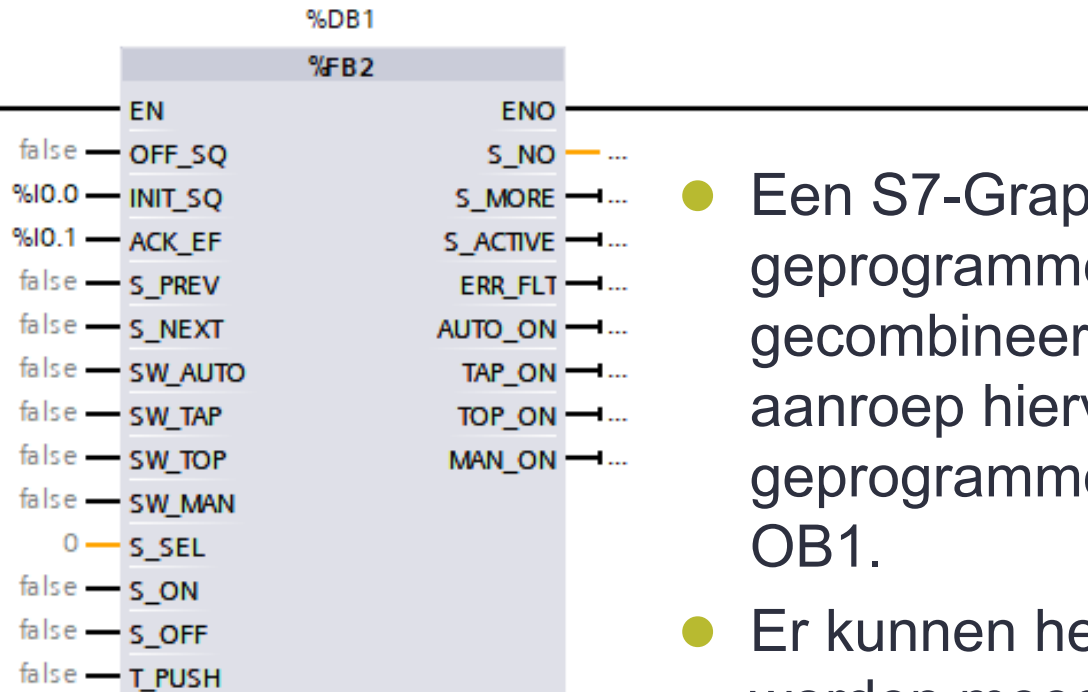 %DB1
%FB2
EN ENO
false OFF_SQ S_NO ...
%I0.0 INIT_SQ S_MORE ...
%I0.1 ACK_EF S_ACTIVE ...
false S_PREV ERR_FLT ...
false S_NEXT AUTO_ON ...
false SW_AUTO TAP_ON ...
false SW_TAP TOP_ON ...
false SW_TOP MAN_ON ...
false SW_MAN
0 S_SEL
false S_ON
false S_OFF
false T_PUSH
● Een S7-Grap
geprogramme
gecombineer
aanroep hierv
geprogramme
OB1.
● Er kunnen he